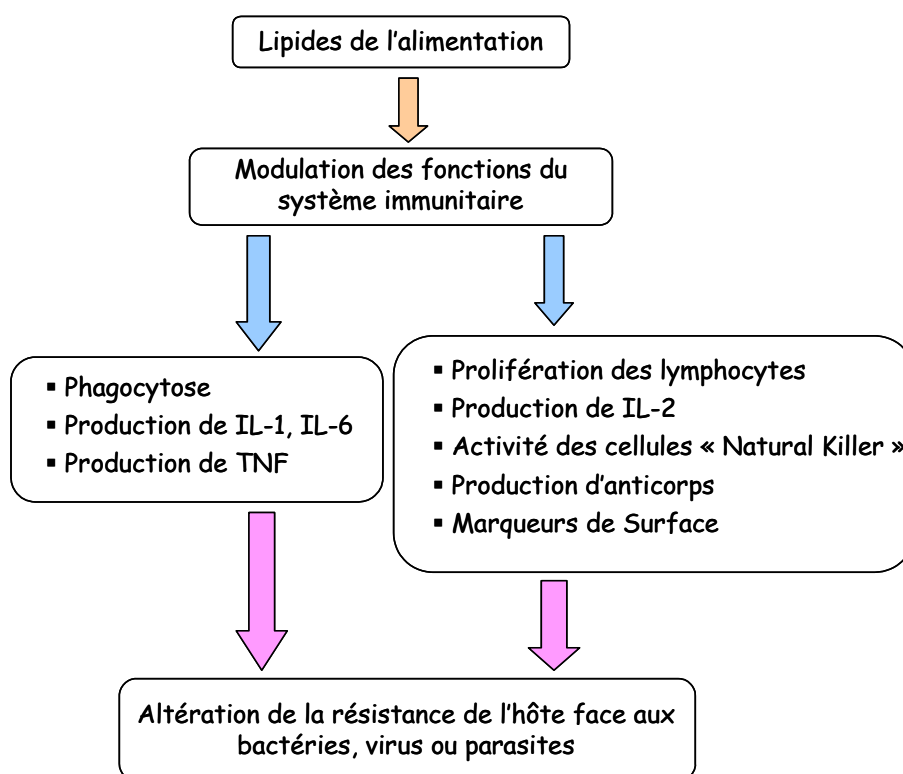 Lipides de l'alimentation
Modulation des fonctions du
système immunitaire
▪ Phagocytose
▪ Production de IL-1, IL-6
▪ Production de TNF
▪ Prolifération des lymphocytes
▪ Production de IL-2
▪ Activité des cellules « Natural Killer »
▪ Production d'anticorps
▪ Marqueurs de Surface
Altération de la résistance de l'hôte face aux
bactéries, virus ou parasites